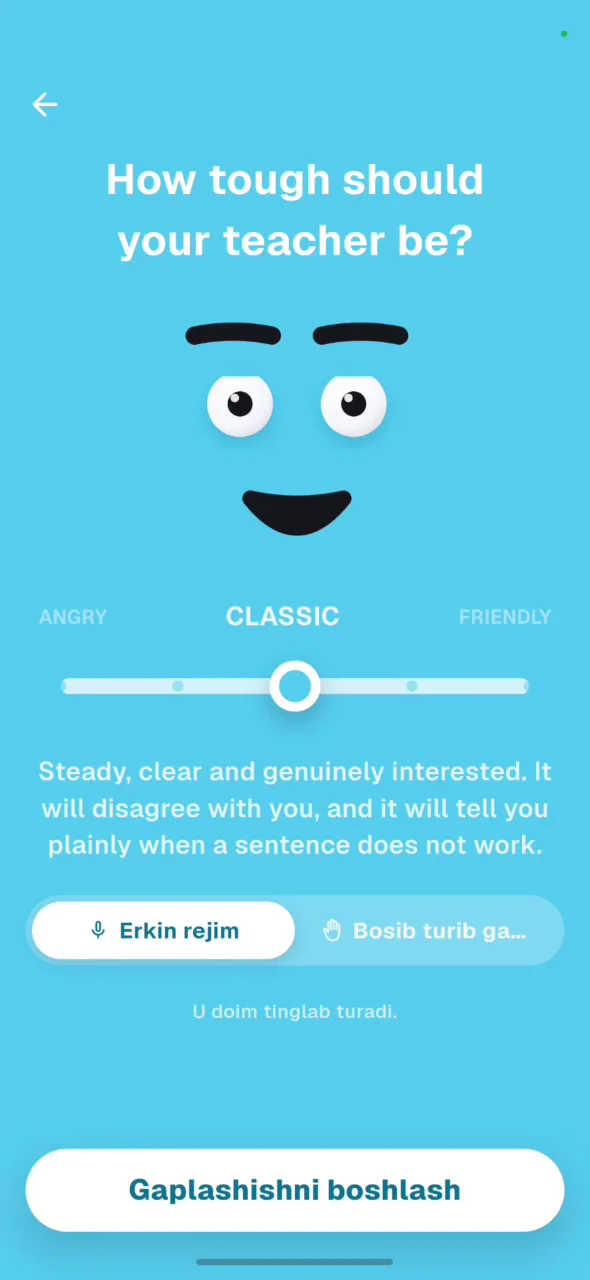 How tough should
your teacher be?
ANGRY
CLASSIC
FRIENDLY
Steady, clear and genuinely interested. It
will disagree with you, and it will tell you
plainly when a sentence does not work.
Erkin rejim
Bosib turib ga...
U doim tinglab turadi.
Gaplashishni boshlash